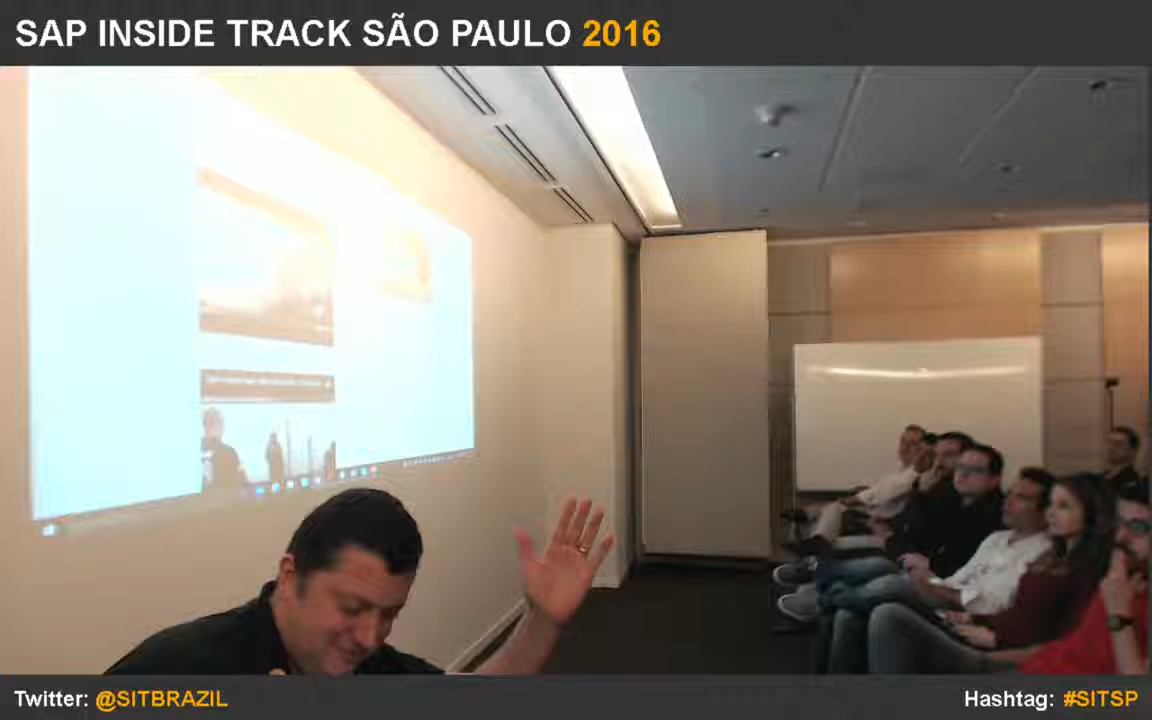 SAP INSIDE TRACK SÃO PAULO 2016
Twitter: @SITBRAZIL
Hashtag: #SITSP